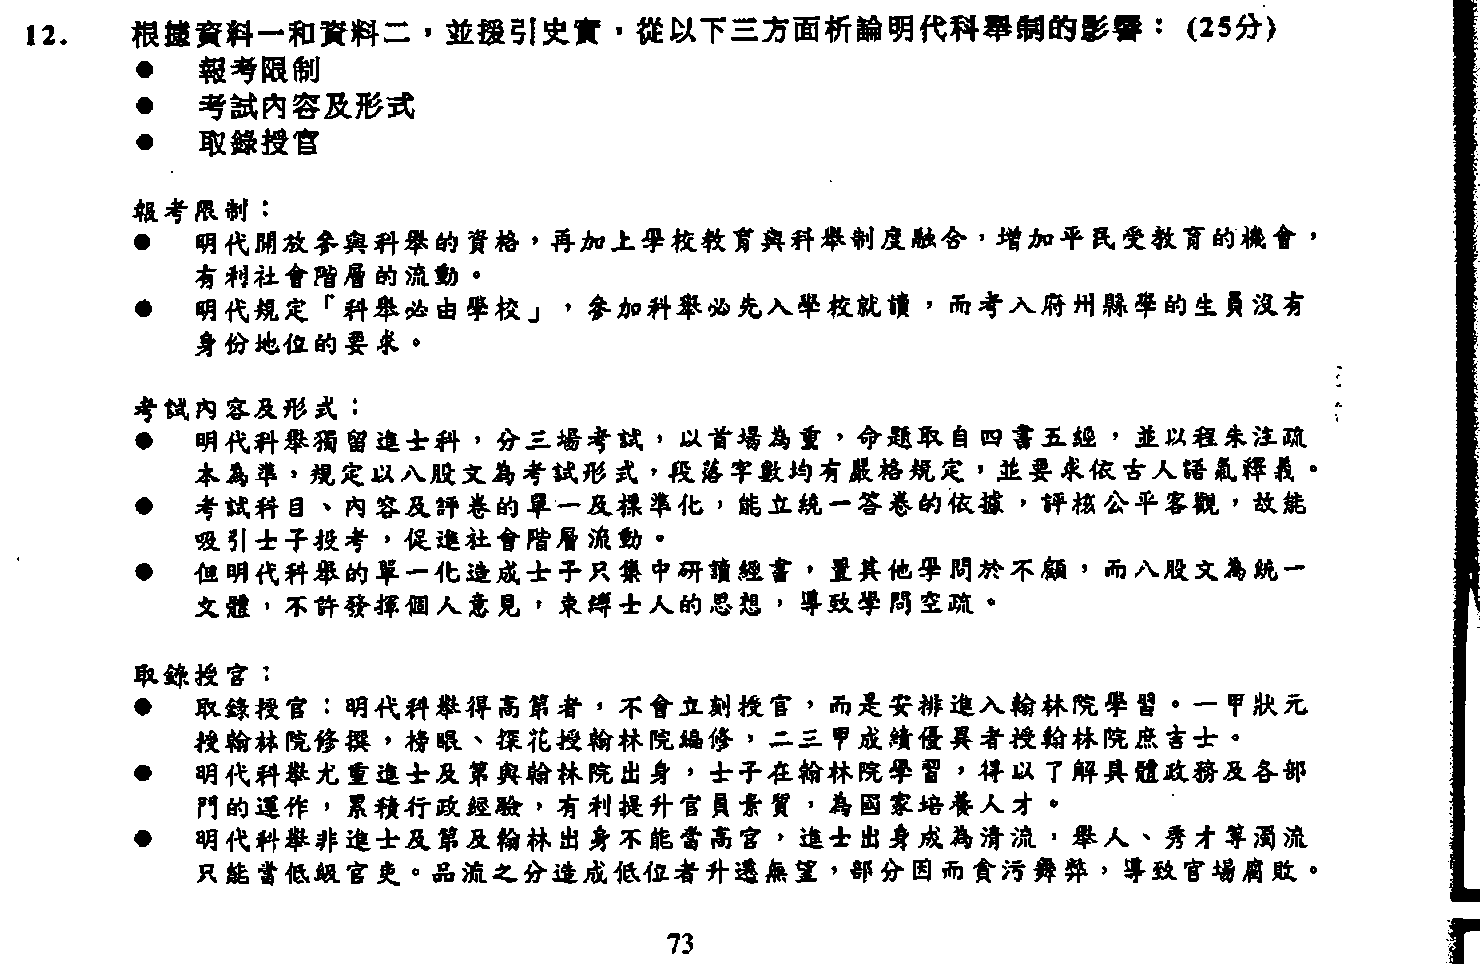 12. 根據資料一和資料二，並援引史實，從以下三方面析論明代科舉制的影響： (25分)
● 報考限制
● 考試內容及形式
● 取錄授官
報考限制：
● 明代開放參與科舉的資格，再加上學校教育與科舉制度融合，增加平民受教育的機會，
有利社會階層的流動。
● 明代規定「科舉必由學校」，參加科舉必先入學校就讀，而考入府州縣學的生員沒有
身份地位的要求。
考試內容及形式：
● 明代科舉獨留進士科，分三場考試，以首場為重，命題取自四書五經，並以程朱注疏
本為準，規定以八股文為考試形式，段落字數均有嚴格規定，並要求依古人語氣釋義。
● 考試科目、內容及評卷的單一及標準化，能立統一答卷的依據，評核公平客觀，故能
吸引士子投考，促進社會階層流動。
● 但明代科舉的單一化造成士子只集中研讀經書，置其他學問於不顧，而八股文為統一
文體，不許發揮個人意見，束縛士人的思想，導致學問空疏。
取錄授官：
● 取錄授官：明代科舉得高第者，不會立刻授官，而是安排進入翰林院學習。一甲狀元
授翰林院修撰，榜眼、探花授翰林院編修，二三甲成績優異者授翰林院庶吉士。
● 明代科舉尤重進士及第與翰林院出身，士子在翰林院學習，得以了解具體政務及各部
門的運作，累積行政經驗，有利提升官員素質，為國家培養人才。
● 明代科舉非進士及第及翰林出身不能當高官，進士出身成為清流，舉人、秀才等濁流
只能當低級官吏。品流之分造成低位者升遷無望，部分因而貪污舞弊，導致官場腐敗。
73